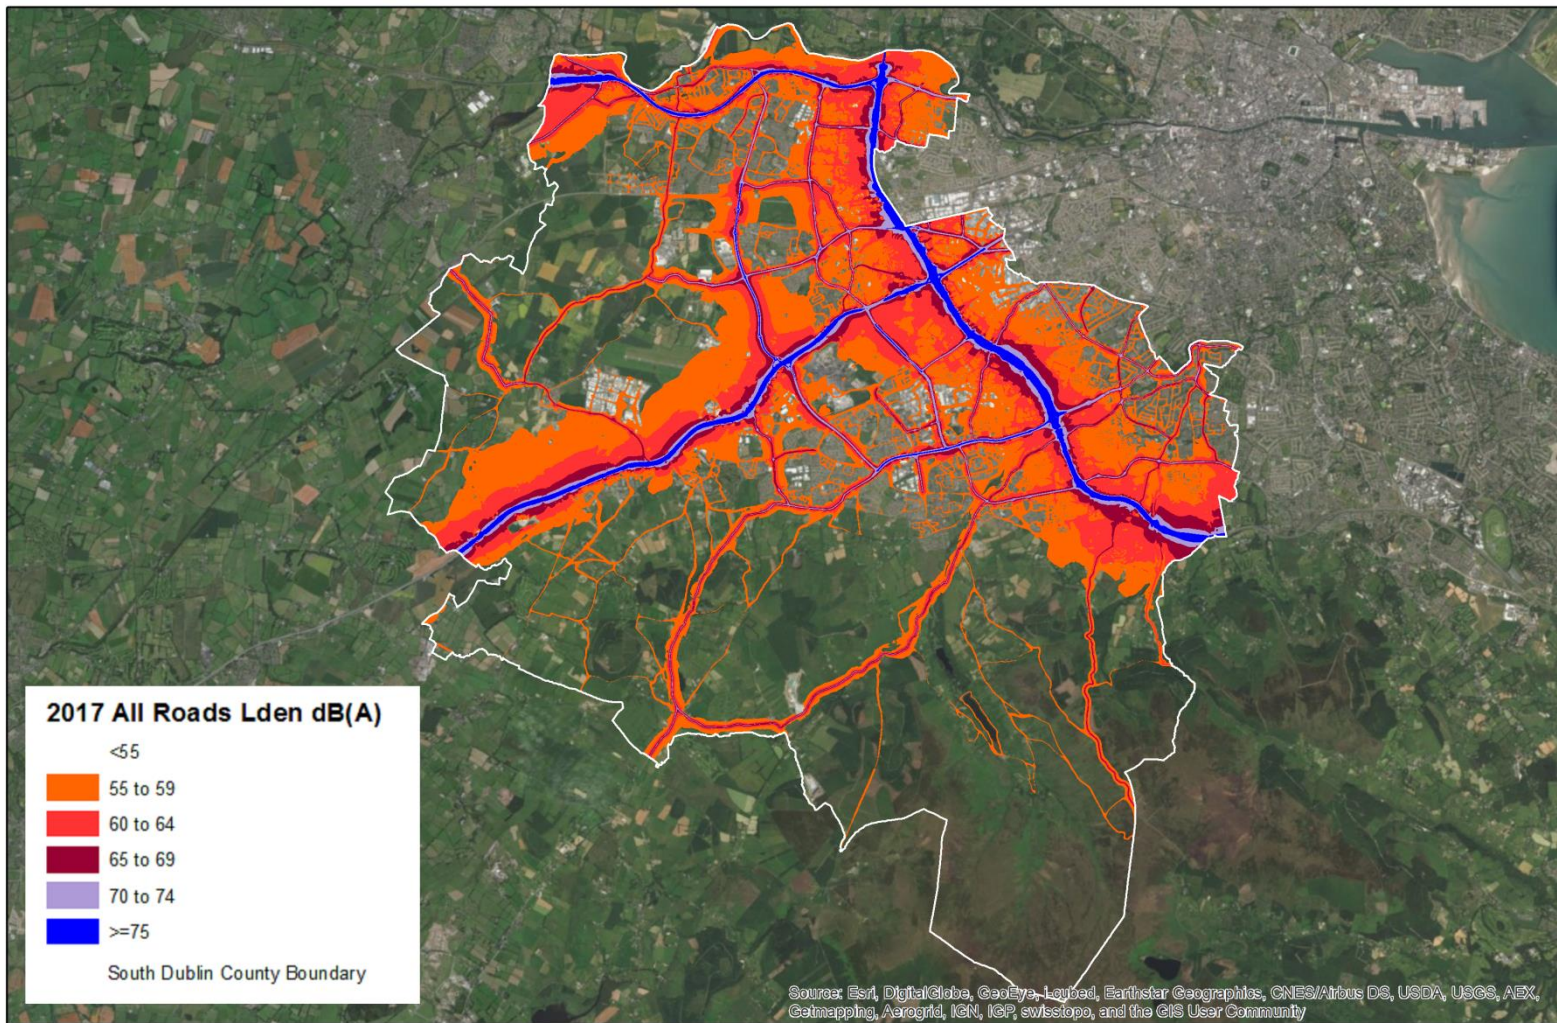 2017 All Roads Lden dB(A)
<55
55 to 59
60 to 64
65 to 69
70 to 74
>=75
South Dublin County Boundary
Source: Esri, DigitalGlobe, GeoEye, i-cubed, Earthstar Geographics, CNES/Airbus DS, USDA, USGS, AEX,
Getmapping, Aerogrid, IGN, IGP, swisstopo, and the GIS User Community